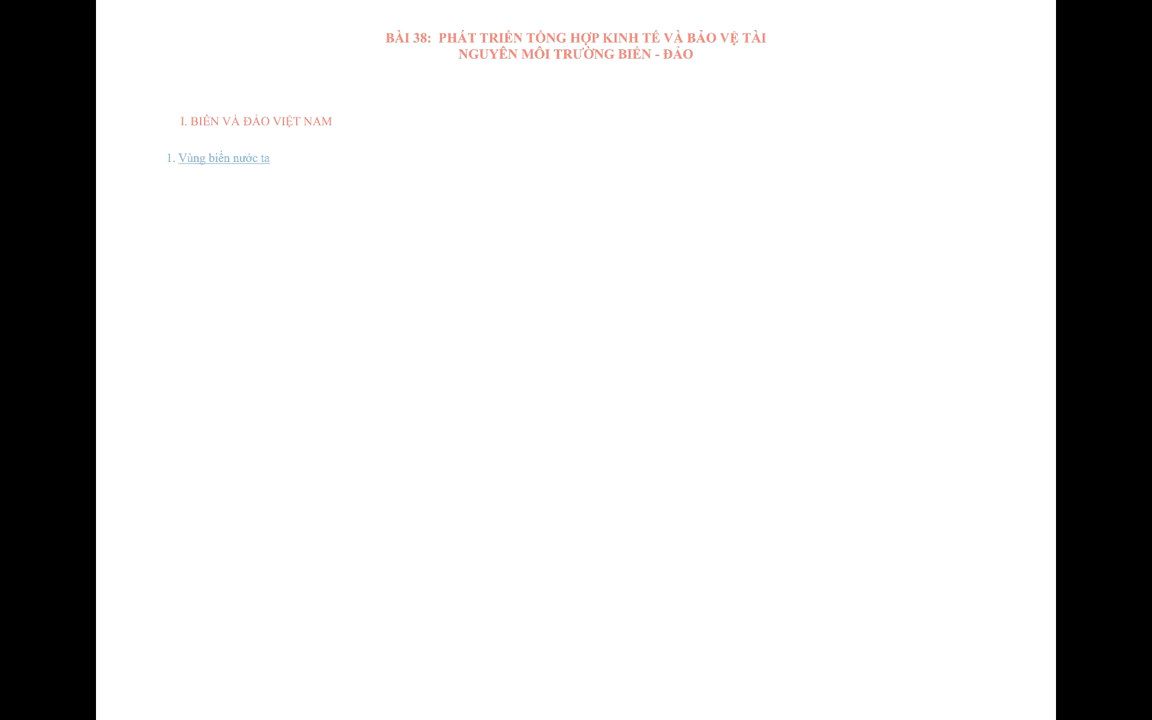 BÀI 38: PHÁT TRIỂN TỔNG HỢP KINH TẾ VÀ BẢO VỆ TÀI
NGUYÊN MÔI TRƯỜNG BIỂN - ĐẢO
I. BIỂN VÀ ĐẢO VIỆT NAM
1. Vùng biển nước ta